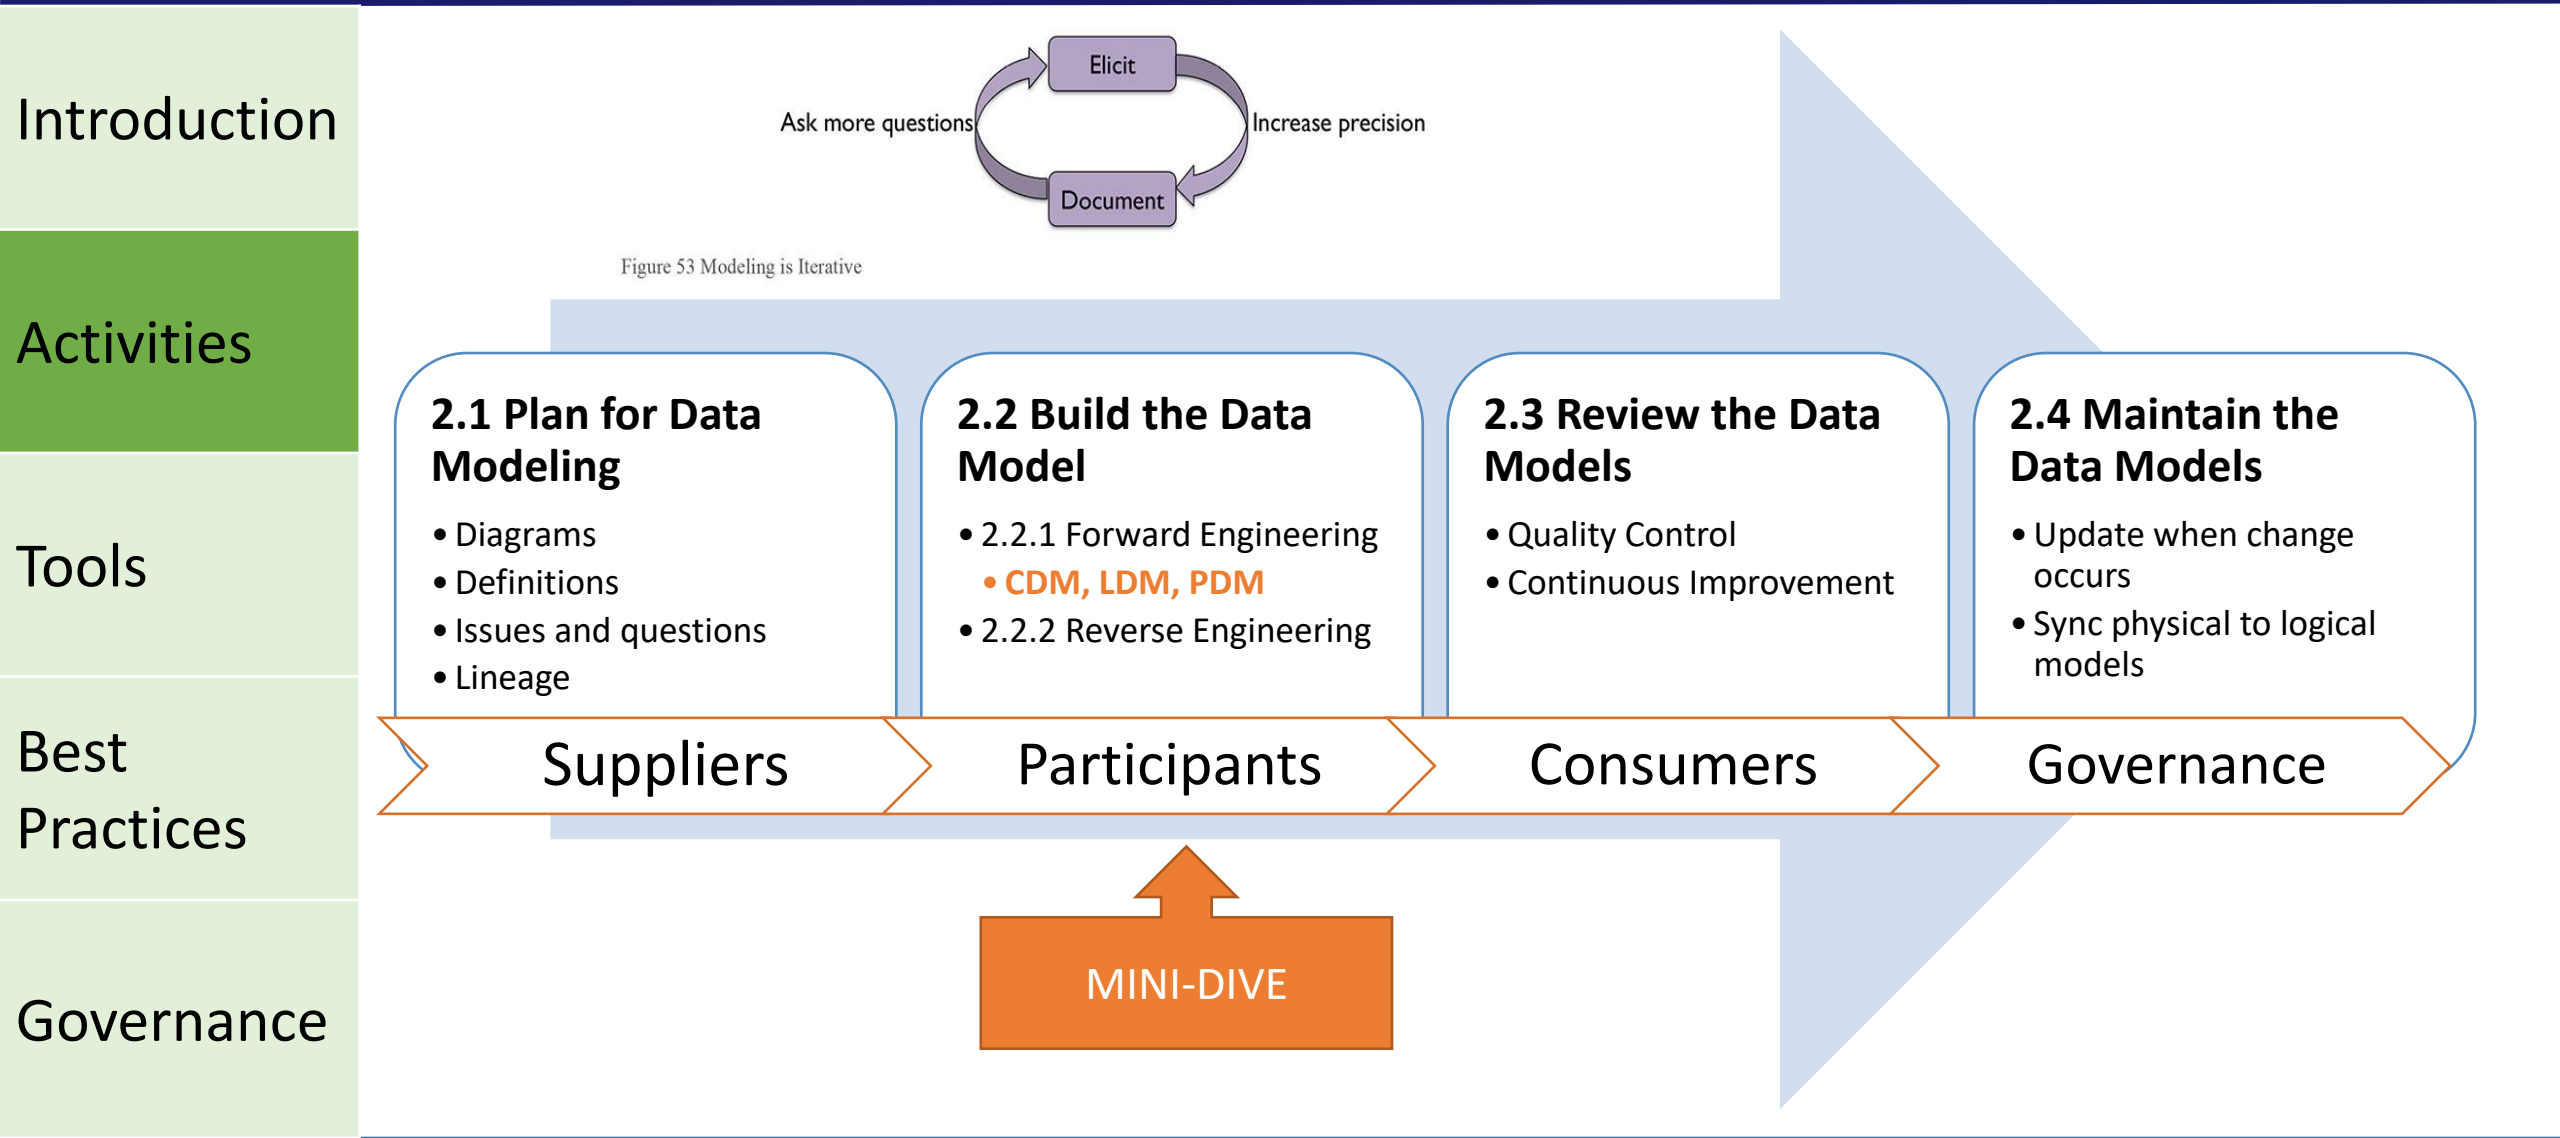 Introduction
Activities
Tools
Best
Practices
Governance
Elicit
Ask more questions
Increase precision
Document
Figure 53 Modeling is Iterative
2.1 Plan for Data
Modeling
• Diagrams
• Definitions
• Issues and questions
• Lineage
2.2 Build the Data
Model
• 2.2.1 Forward Engineering
• CDM, LDM, PDM
• 2.2.2 Reverse Engineering
2.3 Review the Data
Models
• Quality Control
• Continuous Improvement
2.4 Maintain the
Data Models
• Update when change
occurs
• Sync physical to logical
models
Suppliers
Participants
Consumers
Governance
MINI-DIVE